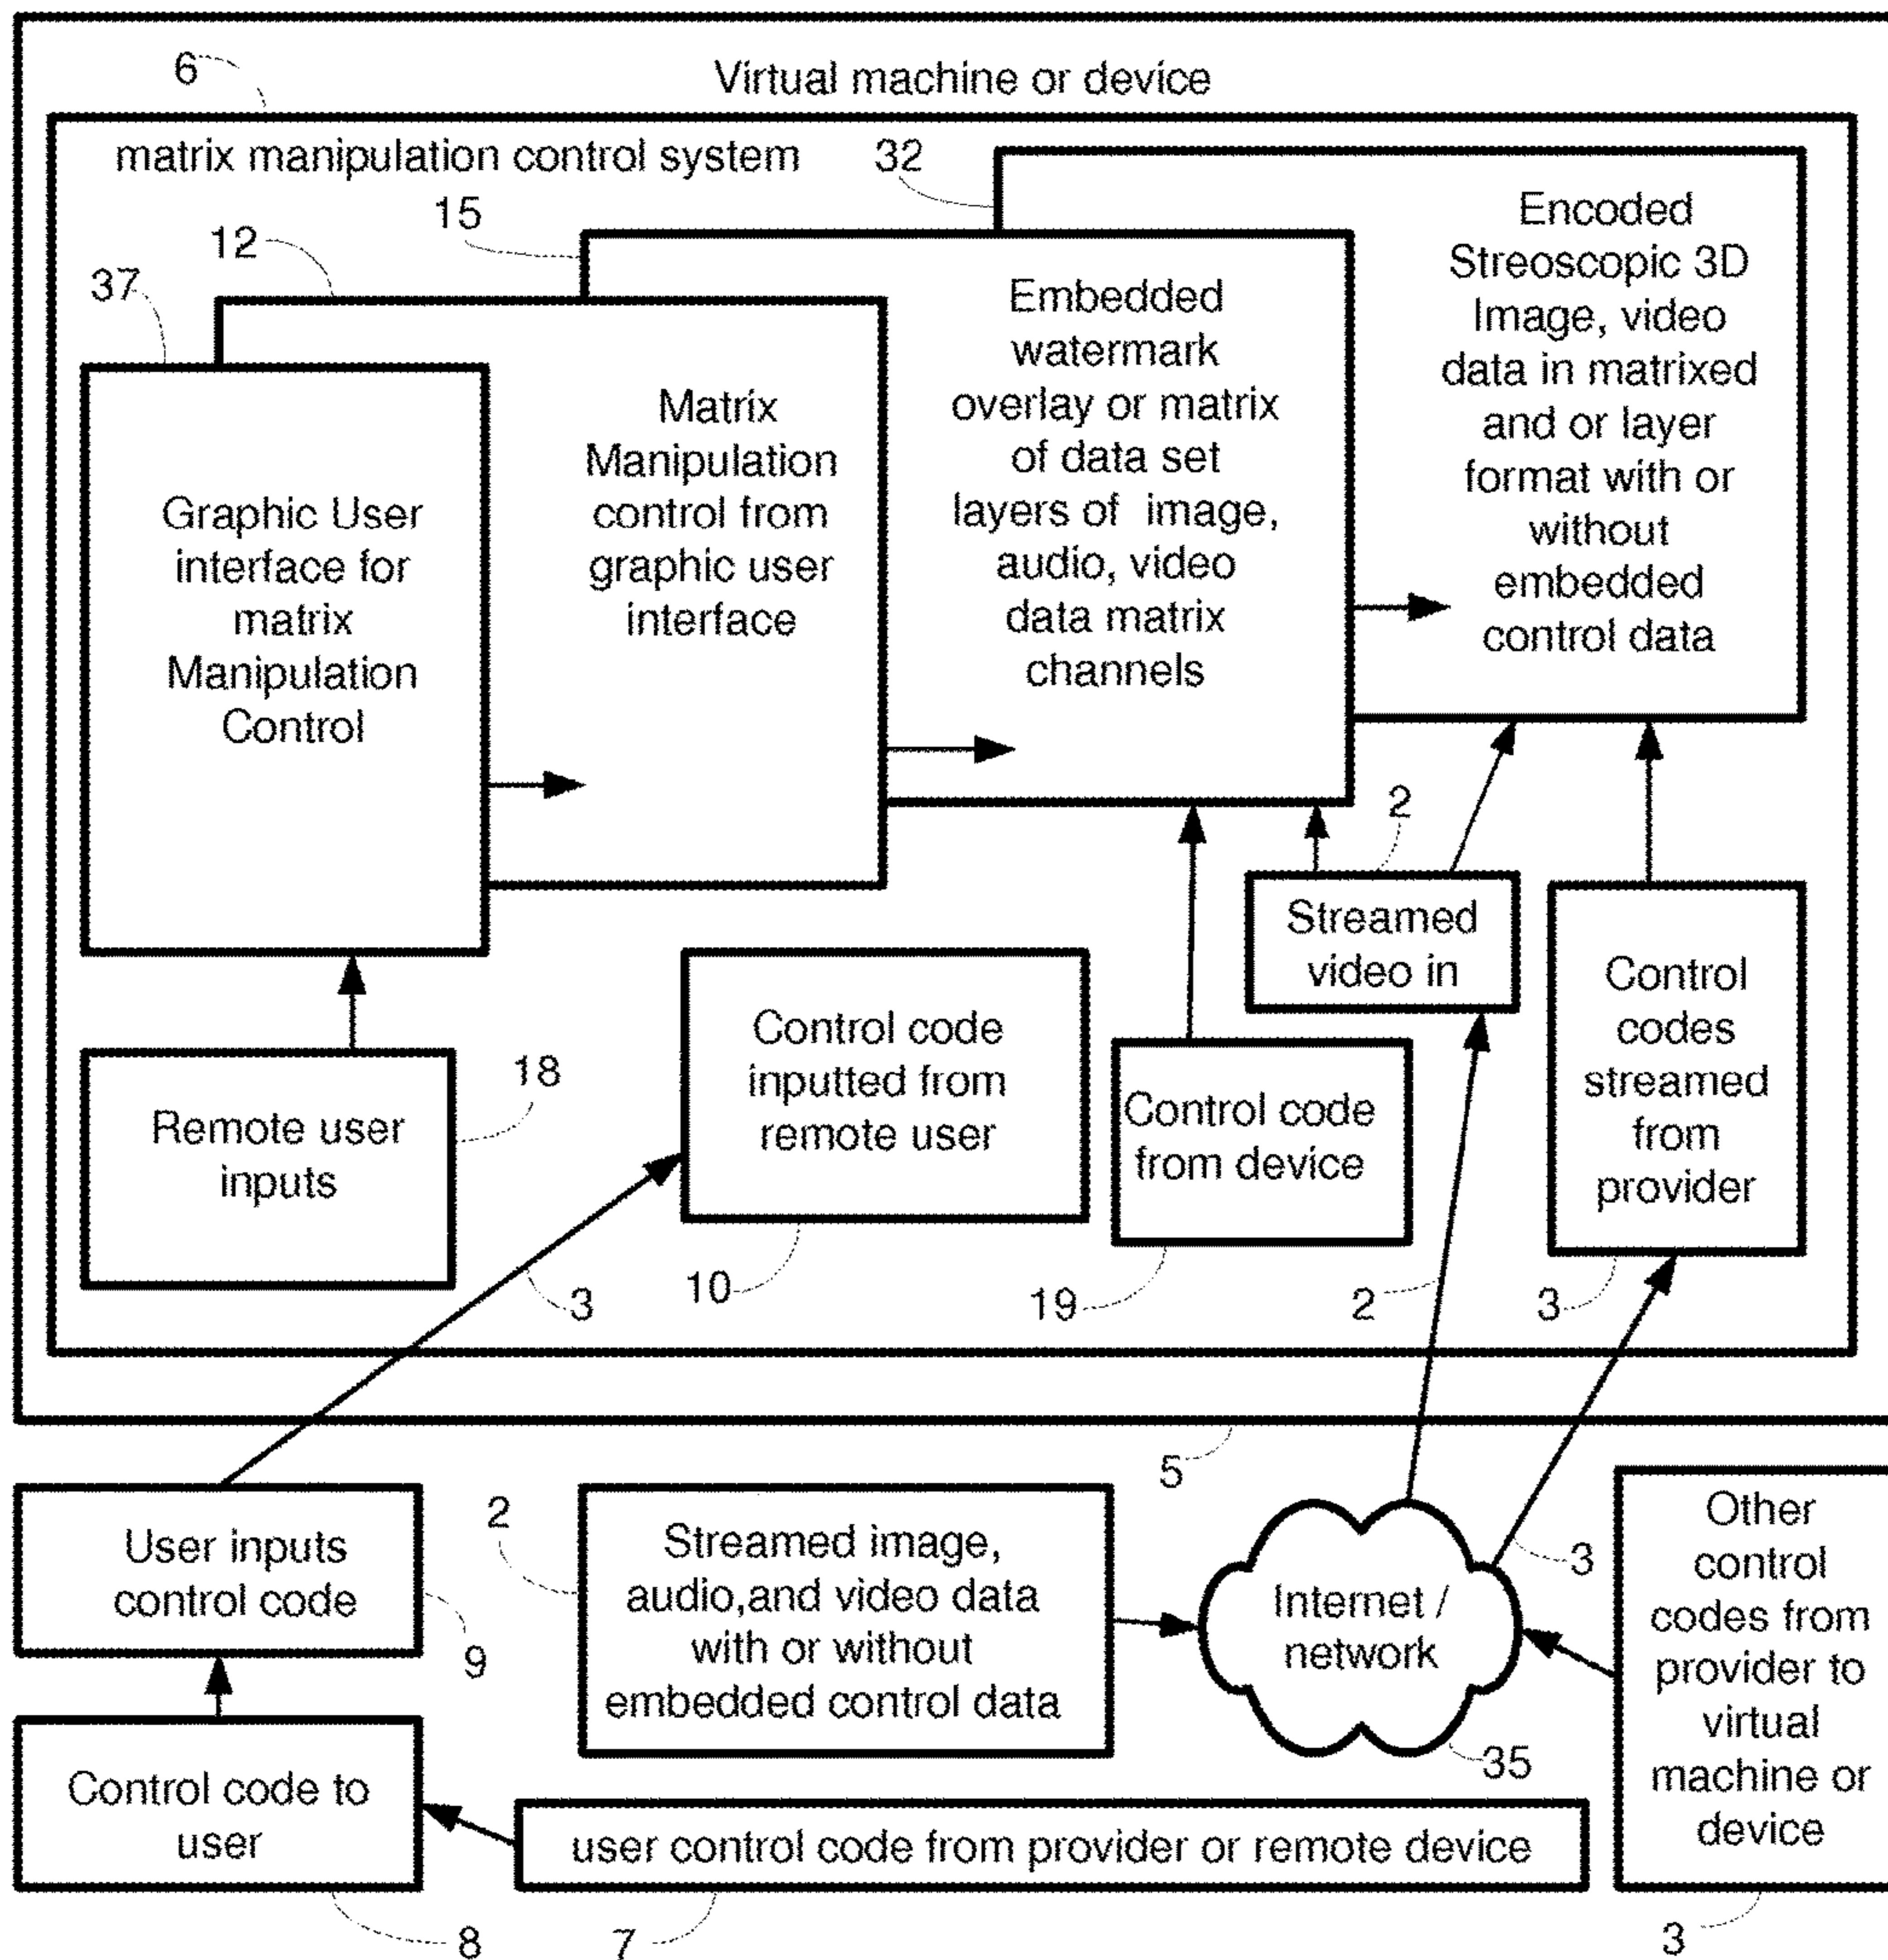 6
Virtual machine or device
matrix manipulation control system
32
15
12
37
Encoded
Streoscopic 3D
Image, video
data in matrixed
and or layer
format with or
without
embedded
control data
Embedded
watermark
overlay or matrix
of data set
layers of image,
audio, video
data matrix
channels
Matrix
Manipulation
control from
graphic user
interface
Graphic User
interface for
matrix
Manipulation
Control
2
Streamed
video in
Control
codes
streamed
from
provider
Control code
inputted from
remote user
Control code
from device
18
Remote user
inputs
3
10
19
2
3
5
User inputs
control code
9
2
Streamed image,
audio,and video data
with or without
embedded control data
Internet /
network
35
3
Other
control
codes from
provider to
virtual
machine or
device
Control code to
user
user control code from provider or remote device
8
7
3